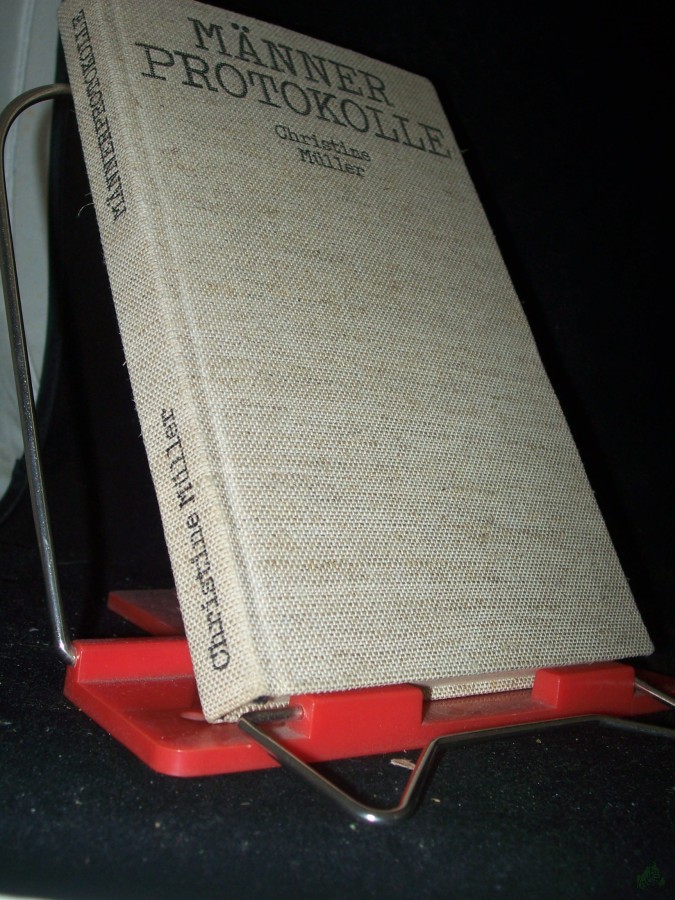 MÄNNER
PROTOKOLLE
Christine
Müller
MÄNNERPROTOKOLLE
Christine Müller